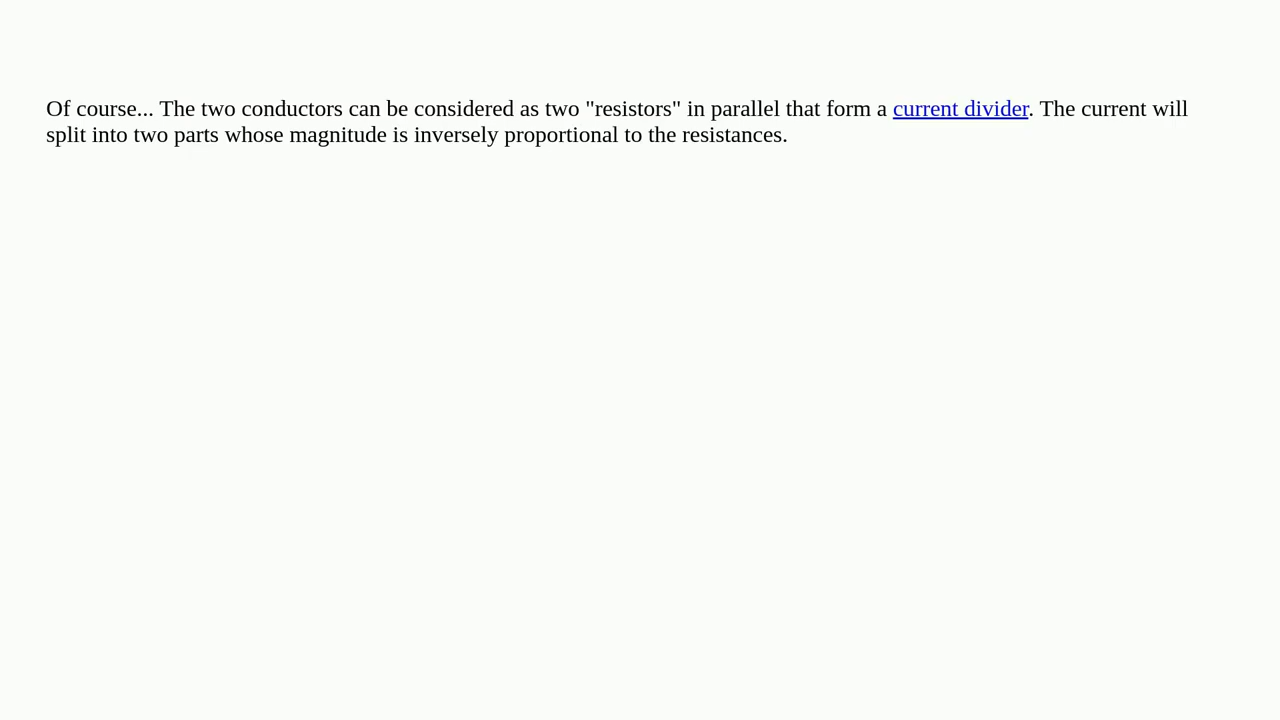 Of course... The two conductors can be considered as two "resistors" in parallel that form a current divider. The current will
split into two parts whose magnitude is inversely proportional to the resistances.